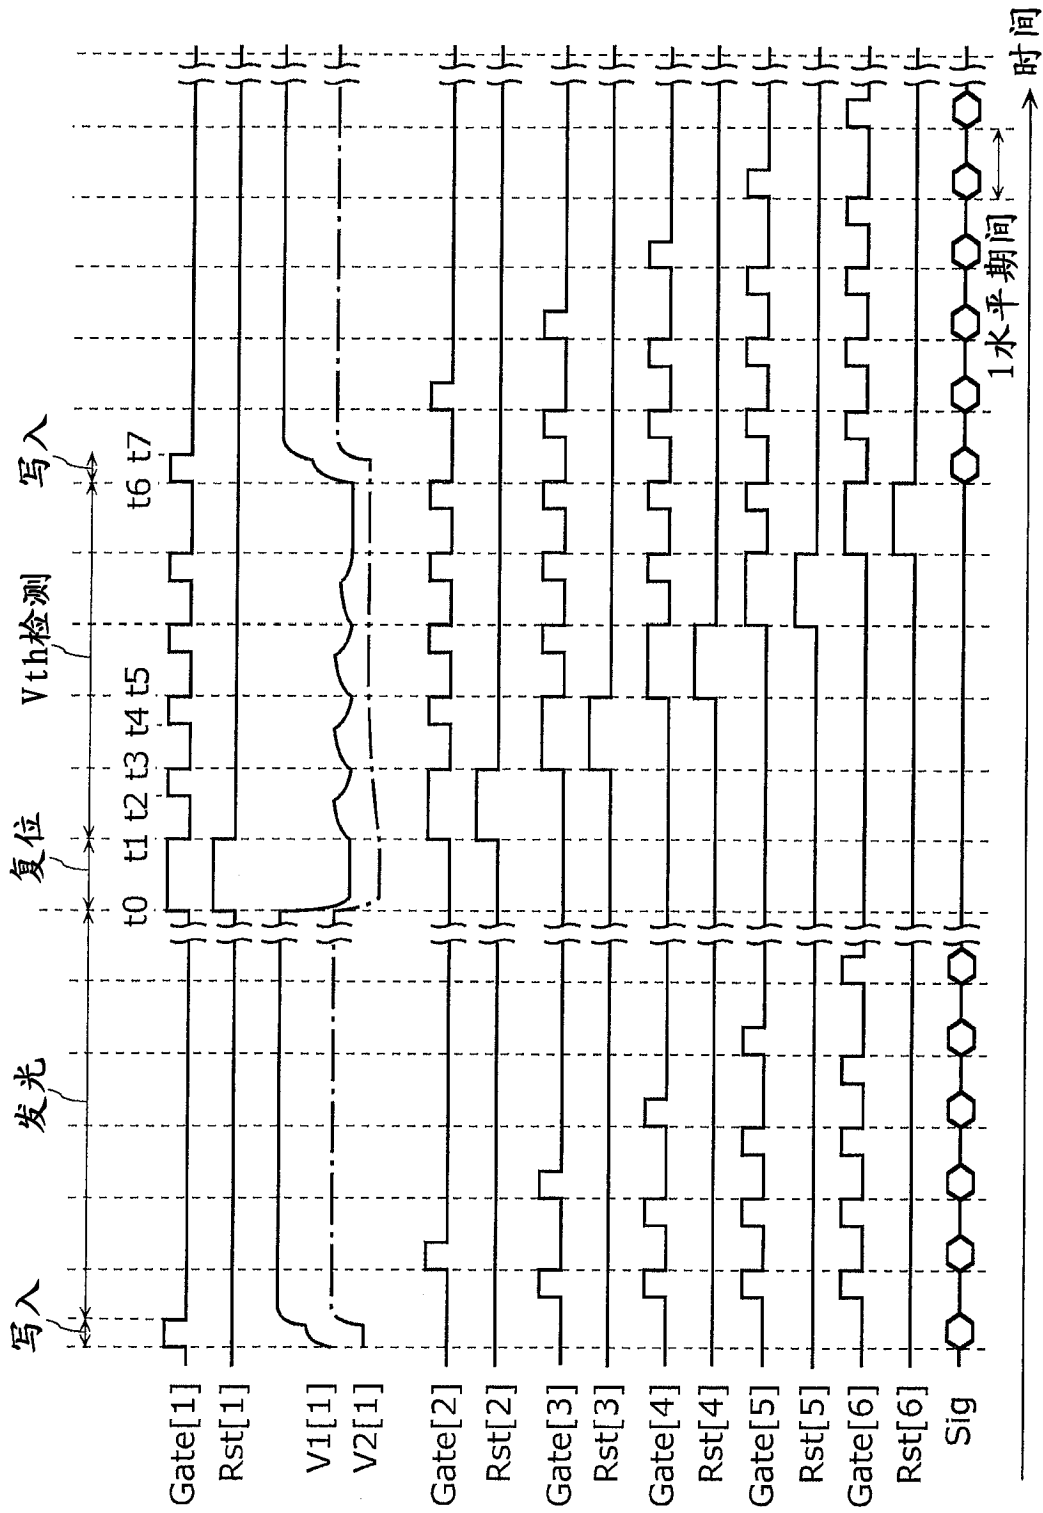 写入
发光
复位
Vth检测
写入
t0
t1
t2
t3
t4
t5
t6
t7
Gate[1]
Rst[1]
V1[1]
V2[1]
Gate[2]
Rst[2]
Gate[3]
Rst[3]
Gate[4]
Rst[4]
Gate[5]
Rst[5]
Gate[6]
Rst[6]
Sig
1水平期间
时间